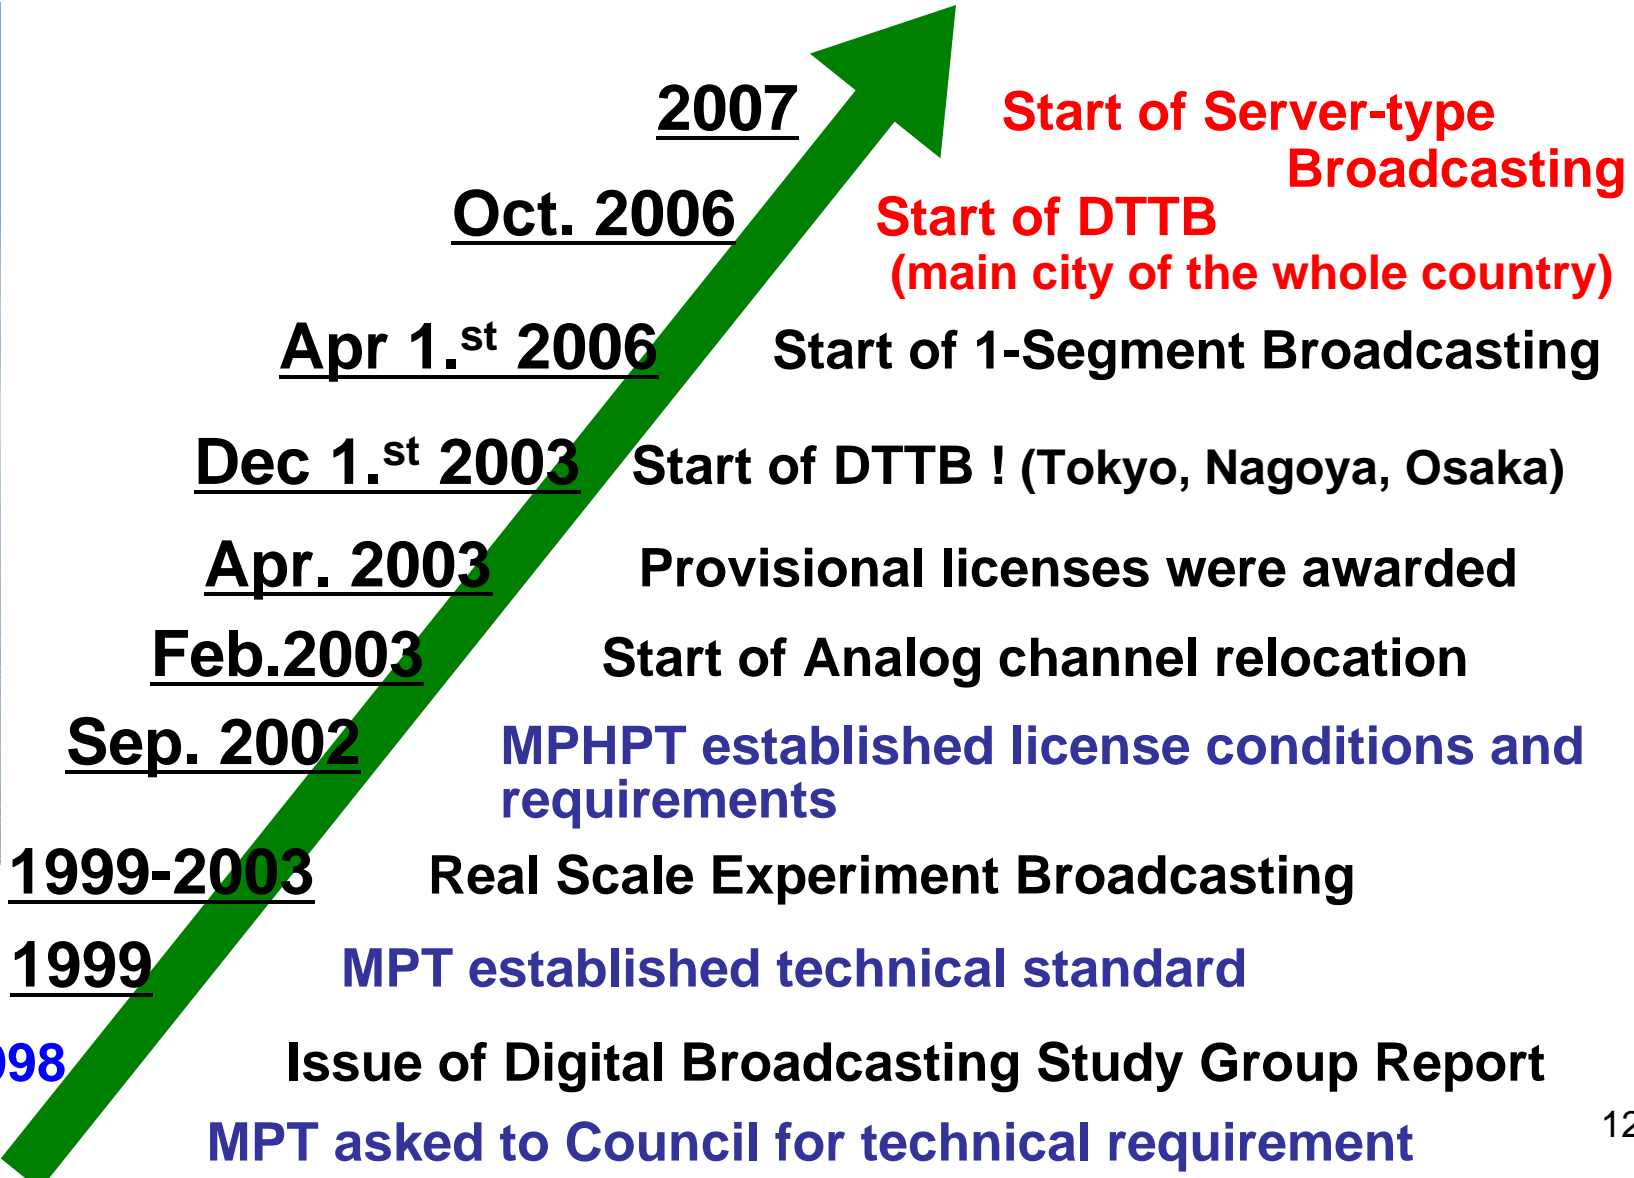 2007 Start of Server-type
Broadcasting
Oct. 2006 Start of DTTB
(main city of the whole country)
Apr 1.st 2006 Start of 1-Segment Broadcasting
Dec 1.st 2003 Start of DTTB ! (Tokyo, Nagoya, Osaka)
Apr. 2003 Provisional licenses were awarded
Feb.2003 Start of Analog channel relocation
Sep. 2002 MPHPT established license conditions and
requirements
1999-2003 Real Scale Experiment Broadcasting
1999 MPT established technical standard
98 Issue of Digital Broadcasting Study Group Report
MPT asked to Council for technical requirement
12